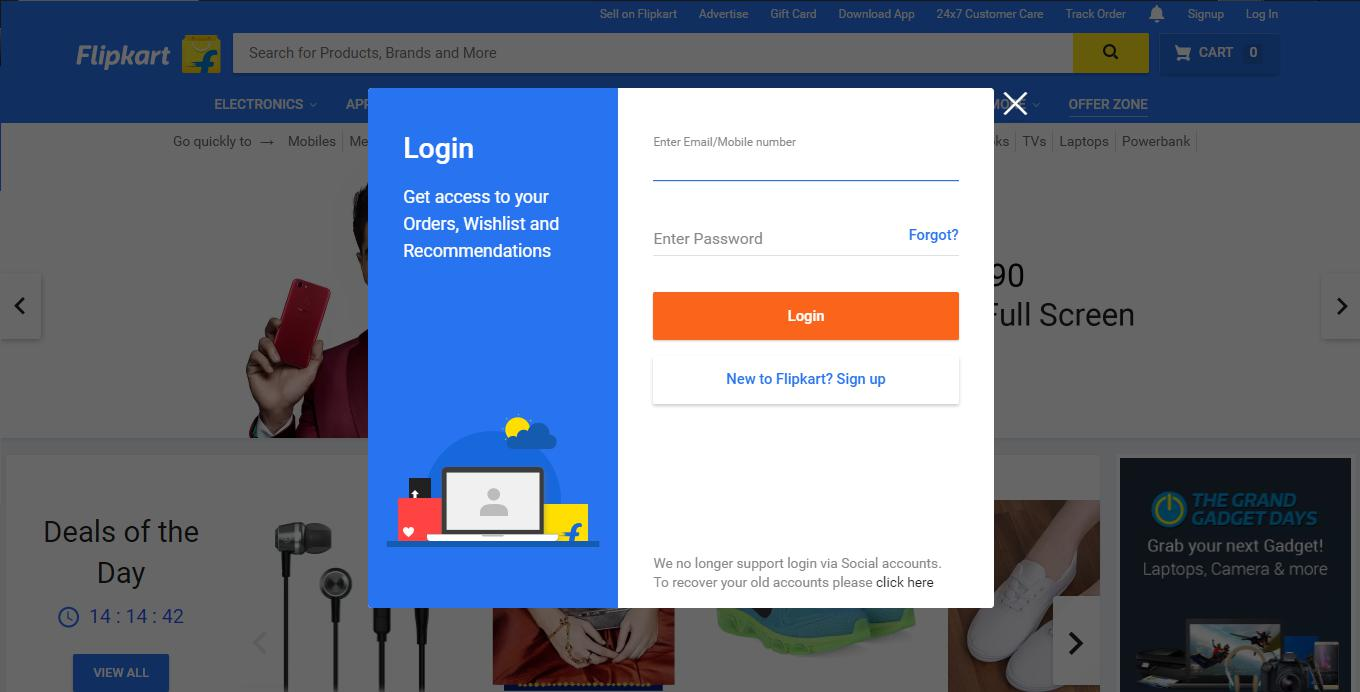 Sell on Flipkart Advertise Gift Card Download App 24x7 Customer Care Track Order Signup Log In
Flipkart Search for Products, Brands and More CART 0
ELECTRONICS OFFER ZONE
Go quickly to → Mobiles TVs Laptops Powerbank
Login
Get access to your
Orders, Wishlist and
Recommendations
Enter Email/Mobile number
Enter Password Forgot?
Login
New to Flipkart? Sign up
We no longer support login via Social accounts.
To recover your old accounts please click here
90
Full Screen
Deals of the
Day
14 : 14 : 42
VIEW ALL
THE GRAND
GADGET DAYS
Grab your next Gadget!
Laptops, Camera & more